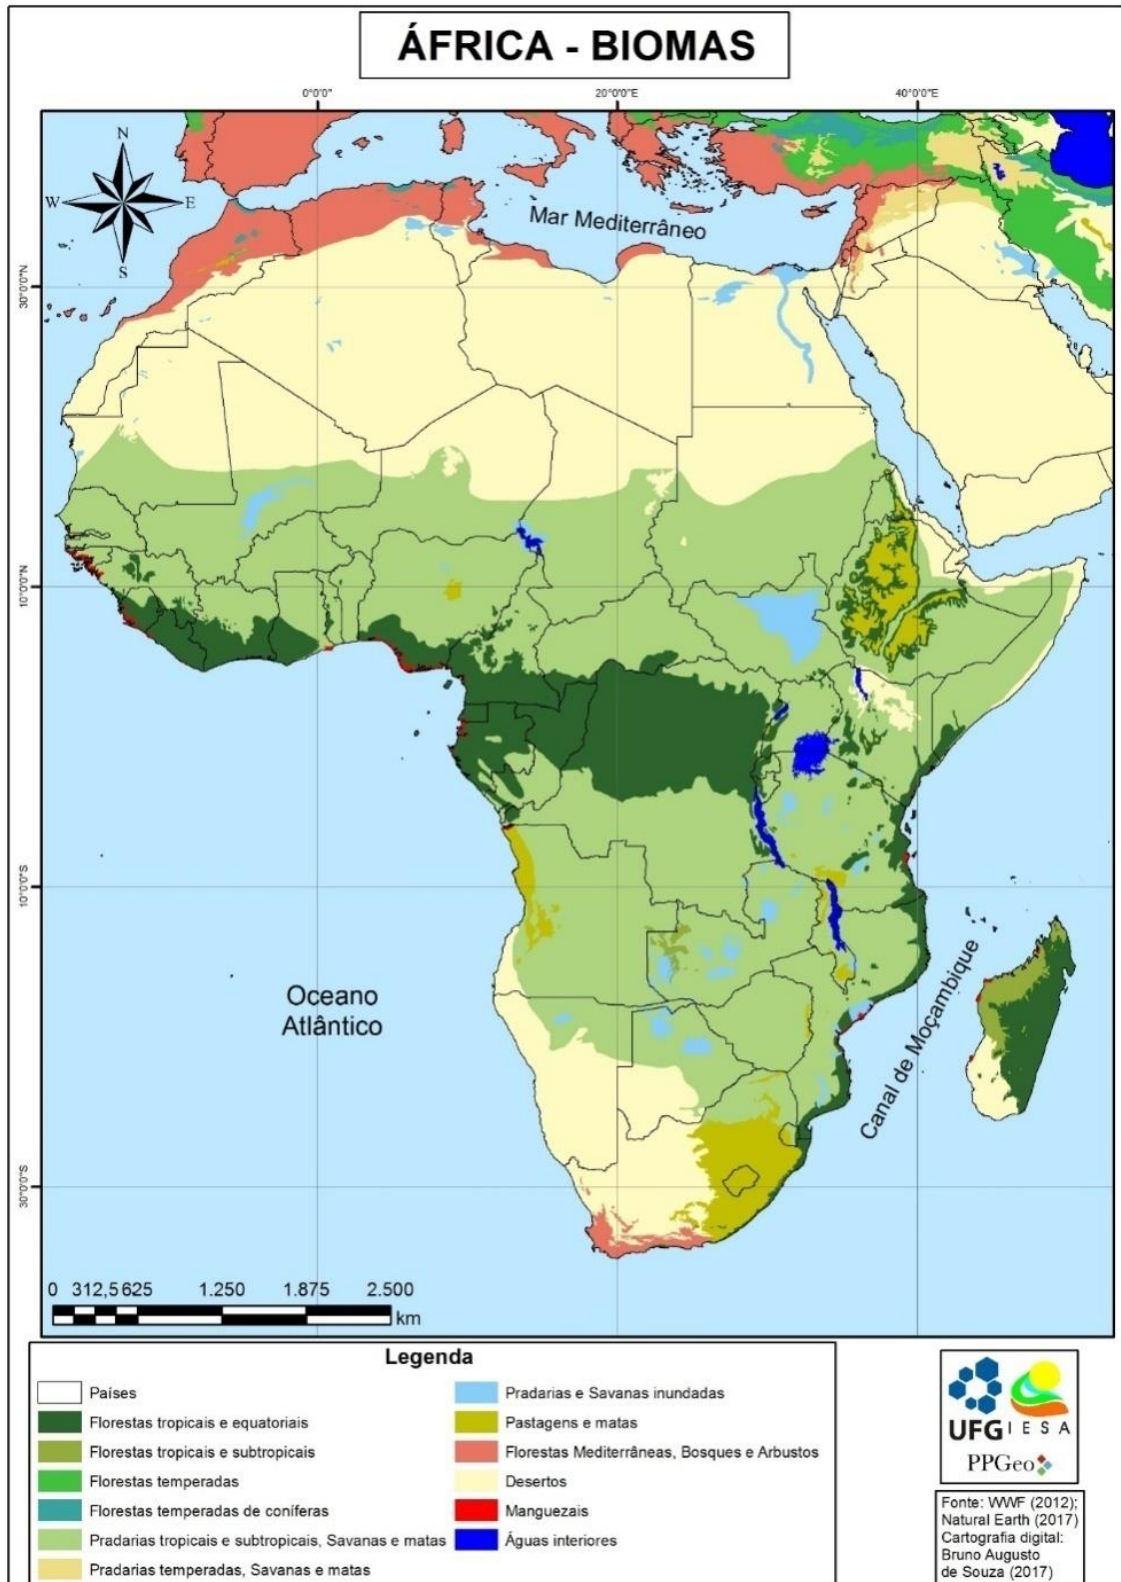 ÁFRICA - BIOMAS
0°0'0"
20°0'0"E
40°0'0"E
N
W
E
S
Mar Mediterrâneo
30°0'0"N
10°0'0"N
10°0'0"S
30°0'0"S
Oceano
Atlântico
Canal de Moçambique
0 312,5 625 1.250 1.875 2.500
km
Legenda
Países
Florestas tropicais e equatoriais
Florestas tropicais e subtropicais
Florestas temperadas
Florestas temperadas de coníferas
Pradarias tropicais e subtropicais, Savanas e matas
Pradarias temperadas, Savanas e matas
Pradarias e Savanas inundadas
Pastagens e matas
Florestas Mediterrâneas, Bosques e Arbustos
Desertos
Manguezais
Águas interiores
UFG IESA
PPGeo
Fonte: WWF (2012);
Natural Earth (2017)
Cartografia digital:
Bruno Augusto
de Souza (2017)